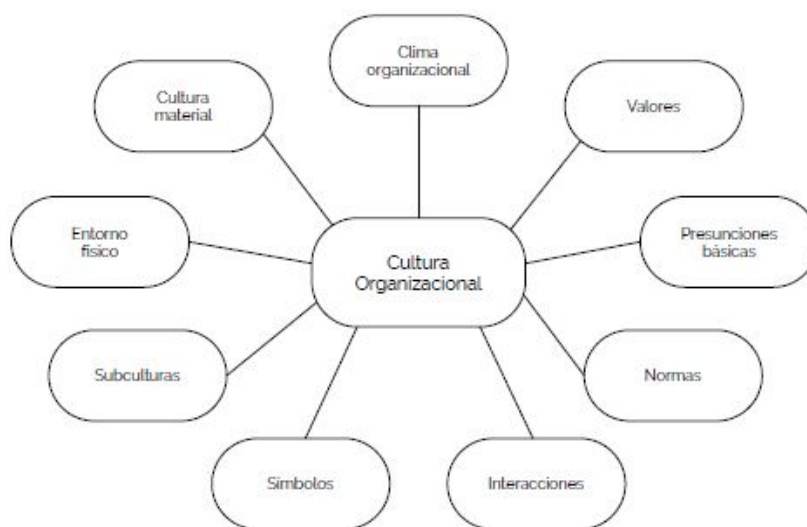 Clima
organizacional
Cultura
material
Valores
Entorno
físico
Presunciones
básicas
Cultura
Organizacional
Subculturas
Normas
Símbolos
Interacciones